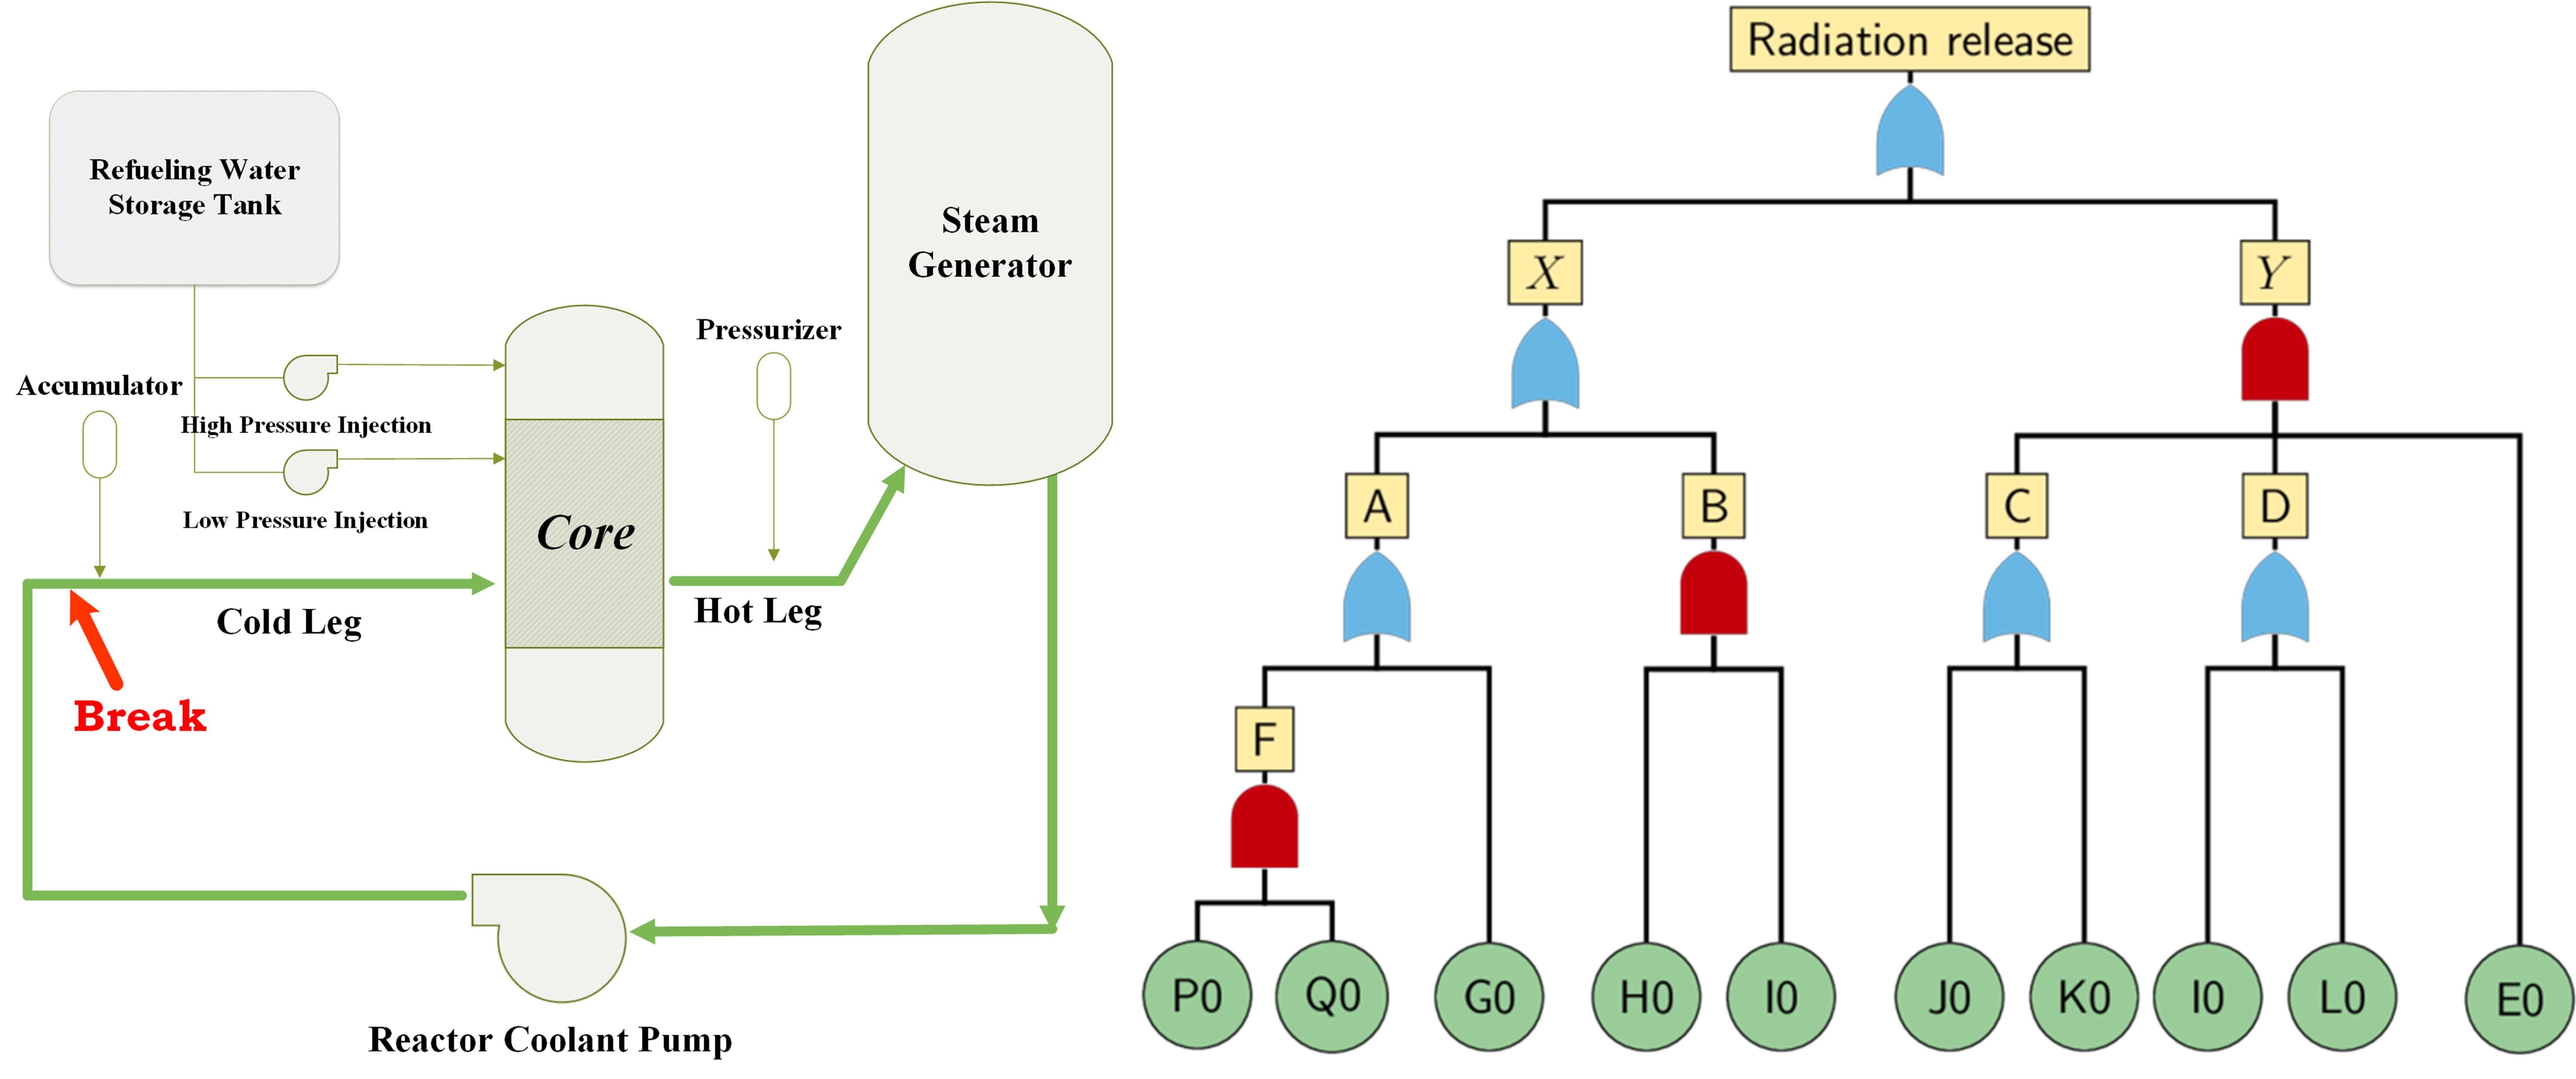 Refueling Water
Storage Tank
Accumulator
High Pressure Injection
Low Pressure Injection
Core
Pressurizer
Steam
Generator
Cold Leg
Hot Leg
Break
Reactor Coolant Pump
Radiation release
X
Y
A
B
C
D
F
P0
Q0
G0
H0
I0
J0
K0
I0
L0
E0